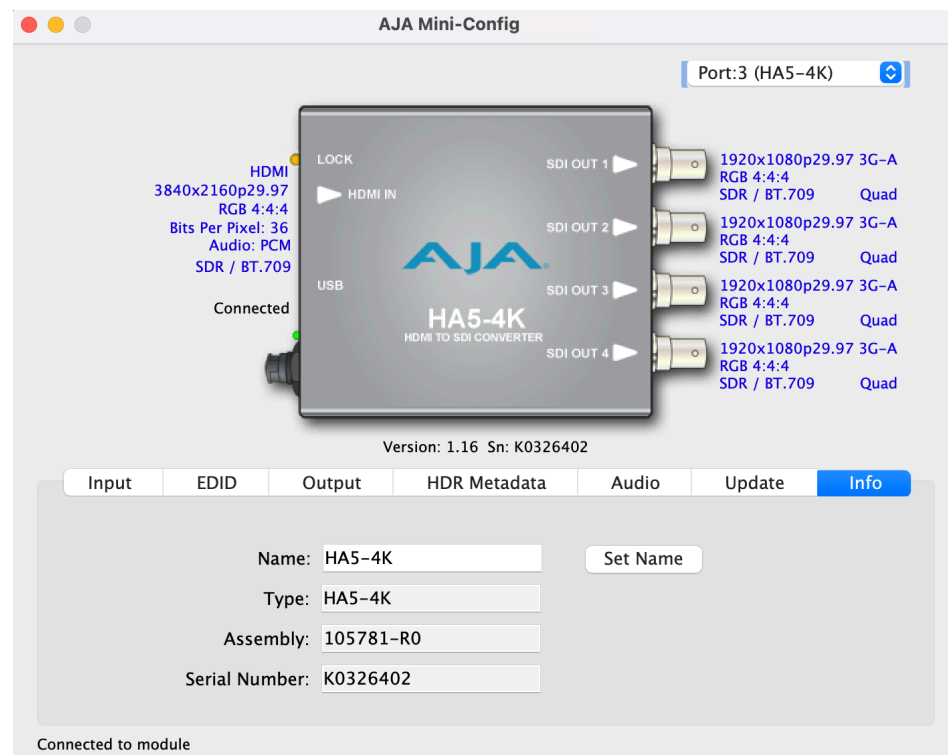 AJA Mini-Config
Port:3 (HA5-4K)
LOCK
HDMI IN
USB
HDMI
3840x2160p29.97
RGB 4:4:4
Bits Per Pixel: 36
Audio: PCM
SDR / BT.709
Connected
AJA
HA5-4K
HDMI TO SDI CONVERTER
SDI OUT 1
1920x1080p29.97 3G-A
RGB 4:4:4
SDR / BT.709 Quad
SDI OUT 2
1920x1080p29.97 3G-A
RGB 4:4:4
SDR / BT.709 Quad
SDI OUT 3
1920x1080p29.97 3G-A
RGB 4:4:4
SDR / BT.709 Quad
SDI OUT 4
1920x1080p29.97 3G-A
RGB 4:4:4
SDR / BT.709 Quad
Version: 1.16 Sn: K0326402
Input EDID Output HDR Metadata Audio Update Info
Name: HA5-4K Set Name
Type: HA5-4K
Assembly: 105781-R0
Serial Number: K0326402
Connected to module